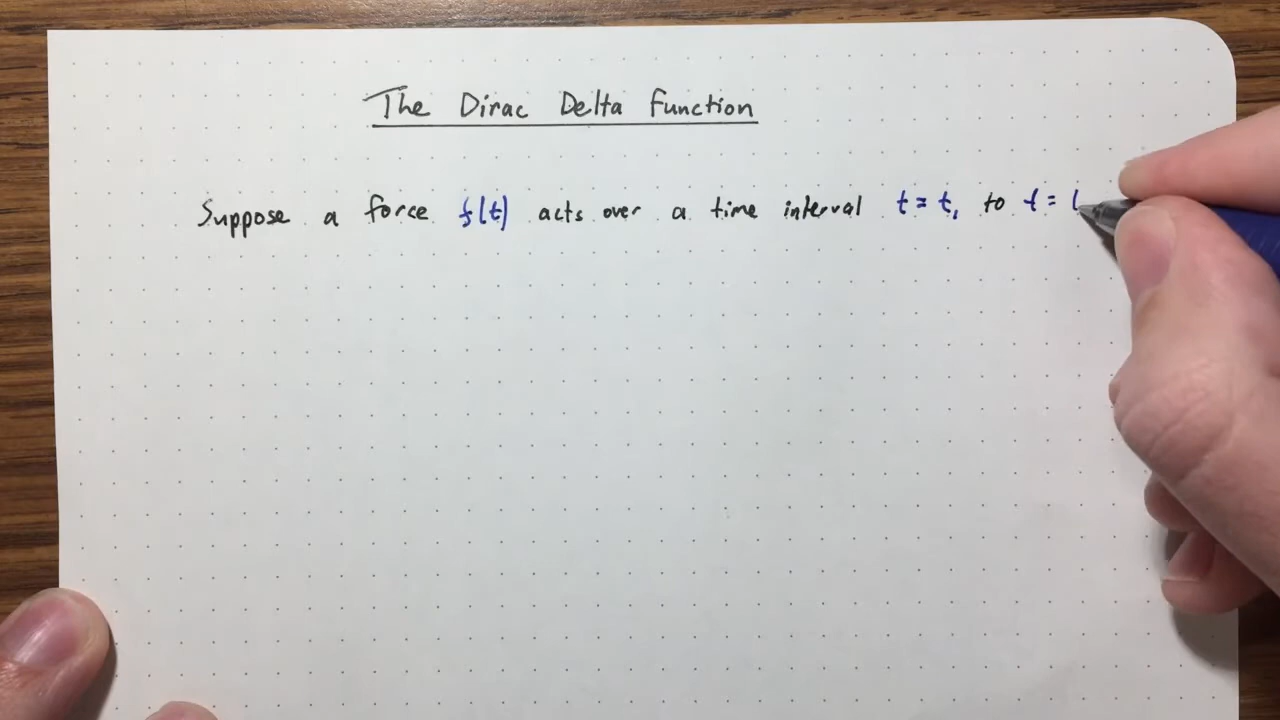 The Dirac Delta Function
Suppose a force f(t) acts over a time interval t = t₁ to t =